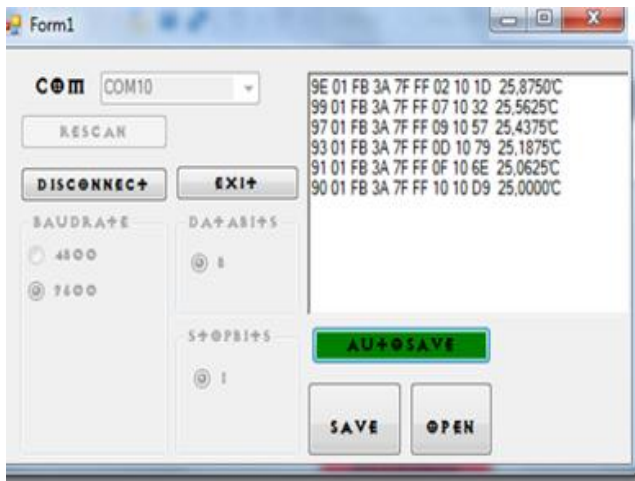 Form1
COM COM10
RESCAN
DISCONNECT EXIT
BAUDRATE DATABITS
4800
8
9600
STOPBITS
1
9E 01 FB 3A 7F FF 02 10 1D 25,8750℃
99 01 FB 3A 7F FF 07 10 32 25,5625℃
97 01 FB 3A 7F FF 09 10 57 25,4375℃
93 01 FB 3A 7F FF 0D 10 79 25,1875℃
91 01 FB 3A 7F FF 0F 10 6E 25,0625℃
90 01 FB 3A 7F FF 10 10 D9 25,0000℃
AUTOSAVE
SAVE OPEN